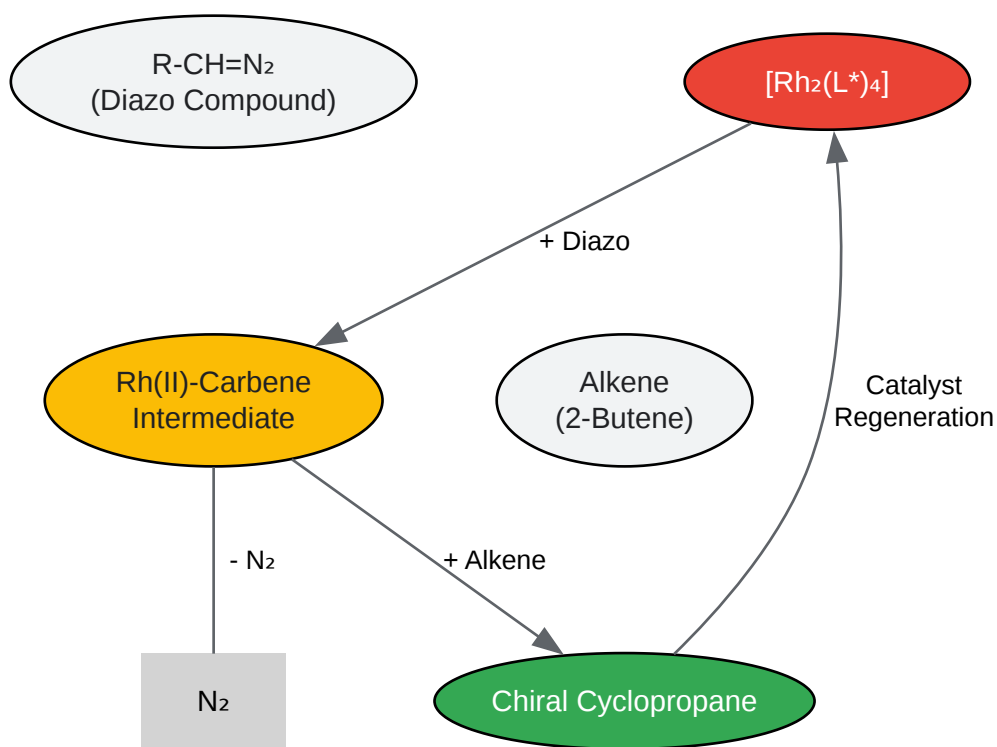 R-CH=N₂
(Diazo Compound)
[Rh₂(L*)₄]
+ Diazo
Rh(II)-Carbene
Intermediate
Alkene
(2-Butene)
Catalyst
Regeneration
- N₂
+ Alkene
N₂
Chiral Cyclopropane